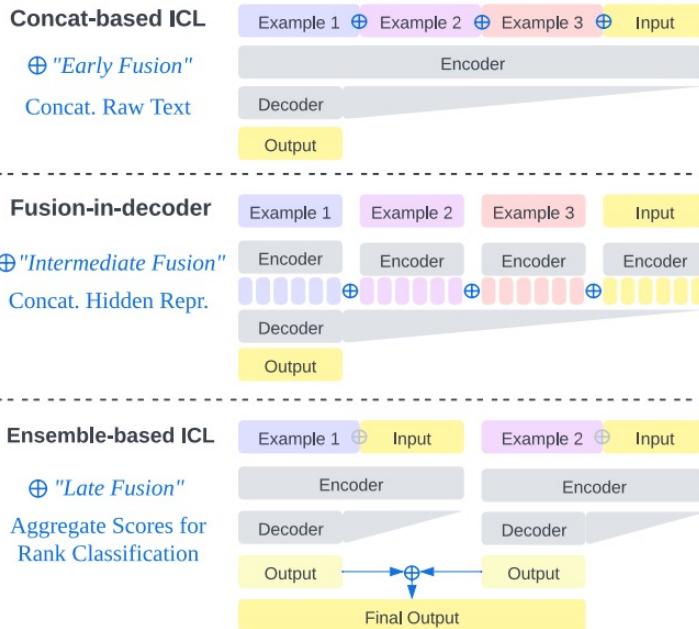 Concat-based ICL
Example 1 ⊕ Example 2 ⊕ Example 3 ⊕ Input
⊕ "Early Fusion"
Encoder
Concat. Raw Text
Decoder
Output
Fusion-in-decoder
Example 1 Example 2 Example 3 Input
⊕ "Intermediate Fusion"
Encoder Encoder Encoder Encoder
⊕ ⊕ ⊕
Concat. Hidden Repr.
Decoder
Output
Ensemble-based ICL
Example 1 ⊕ Input Example 2 ⊕ Input
⊕ "Late Fusion"
Encoder Encoder
Aggregate Scores for
Rank Classification
Decoder Decoder
Output ⊕ Output
Final Output